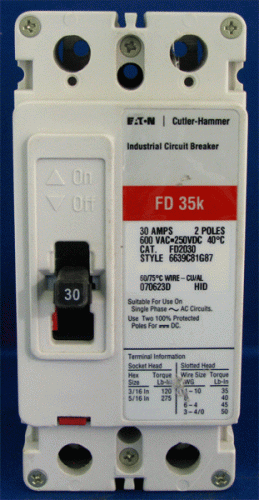 EATON | Cutler-Hammer
Industrial Circuit Breaker
△ On
▽ Off
FD 35k
30 AMPS 2 POLES
600 VAC•250VDC 40°C
CAT. FD2030
STYLE 6639C81G87
60/75°C WIRE-CU/AL
070623D HID
30
Suitable For Use On
Single Phase ∼ AC Circuits.
Use Two 100% Protected
Poles For ⎓ DC.
Terminal Information
Socket Head Slotted Head
Hex Torque Wire Size Torque
Size Lb-In AWG Lb-In
3/16 In 120 -10 35
5/16 In 275 8 40
6-4 45
3-4/0 50